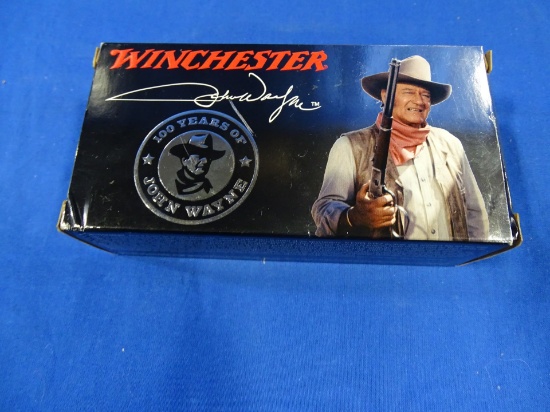 WINCHESTER
John Wayne™
100 YEARS OF
JOHN WAYNE